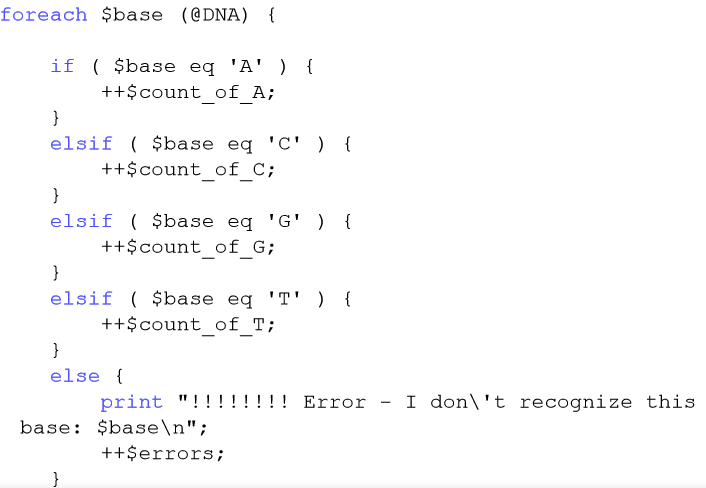 foreach $base (@DNA) {
if ( $base eq 'A' ) {
++$count_of_A;
}
elsif ( $base eq 'C' ) {
++$count_of_C;
}
elsif ( $base eq 'G' ) {
++$count_of_G;
}
elsif ( $base eq 'T' ) {
++$count_of_T;
}
else {
print "!!!!!!!! Error - I don\'t recognize this
base: $base\n";
++$errors;
}